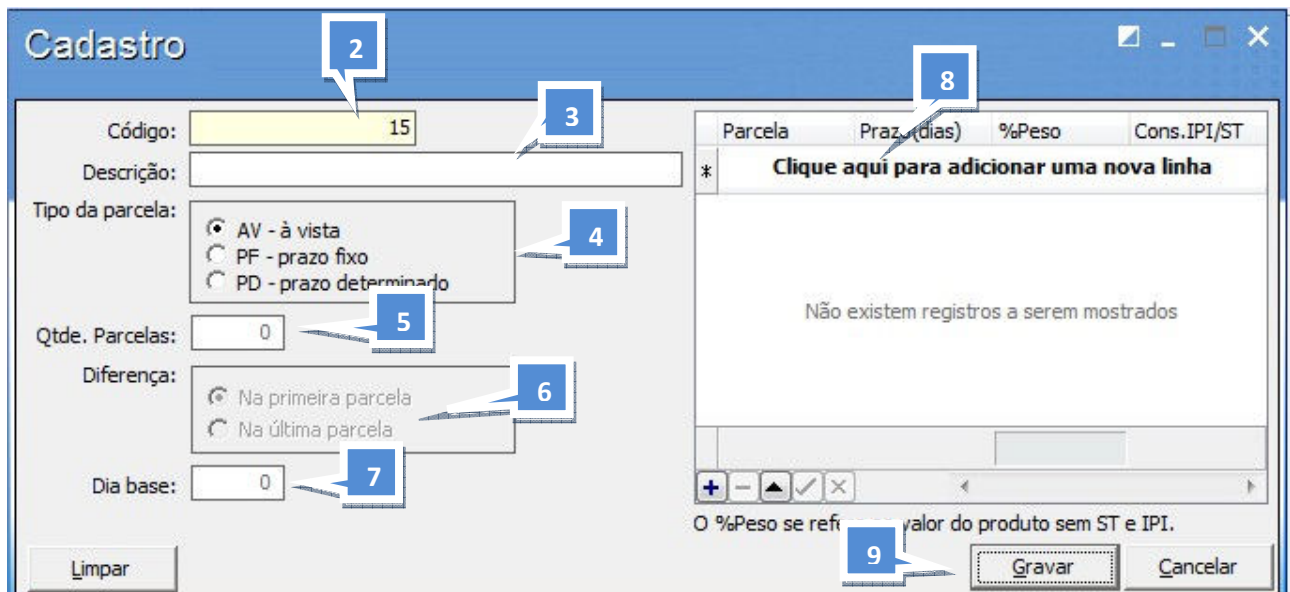 Cadastro
2
8
3
Código: 15
Descrição:
Tipo da parcela:
AV - à vista
PF - prazo fixo
PD - prazo determinado
4
Qtde. Parcelas: 0
5
Diferença:
Na primeira parcela
Na última parcela
6
Dia base: 0
7
Limpar
Parcela Prazo(dias) %Peso Cons.IPI/ST
* Clique aqui para adicionar uma nova linha
Não existem registros a serem mostrados
O %Peso se valor do produto sem ST e IPI.
9
Gravar Cancelar